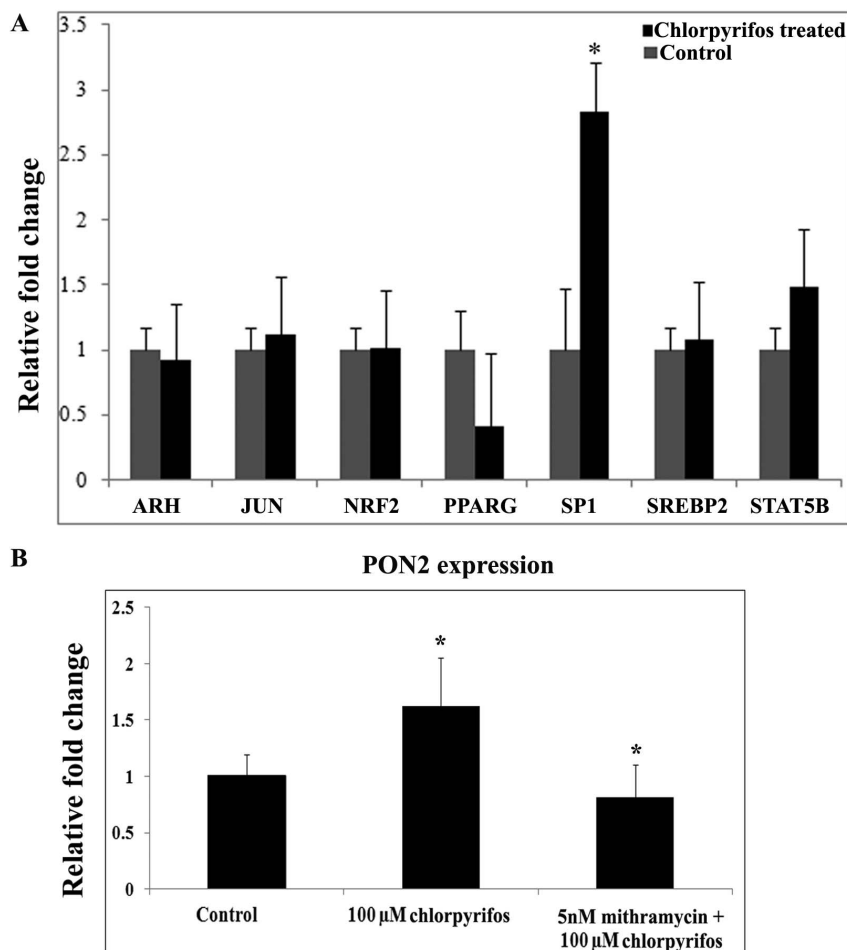 A
Chlorpyrifos treated
Control
*
Relative fold change
3.5
3
2.5
2
1.5
1
0.5
0
ARH JUN NRF2 PPARG SP1 SREBP2 STAT5B
B
PON2 expression
Relative fold change
2.5
2
1.5
1
0.5
0
*
*
Control 100 µM chlorpyrifos 5nM mithramycin +
100 µM chlorpyrifos